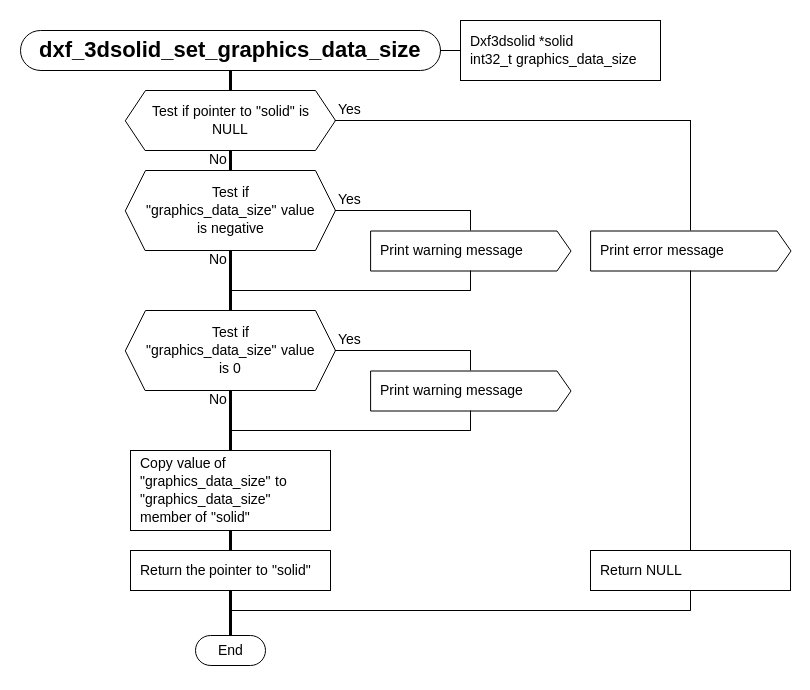 dxf_3dsolid_set_graphics_data_size
Dxf3dsolid *solid
int32_t graphics_data_size
Test if pointer to "solid" is
NULL
Yes
No
Test if
"graphics_data_size" value
is negative
Yes
No
Print warning message
Print error message
Test if
"graphics_data_size" value
is 0
Yes
No
Print warning message
Copy value of
"graphics_data_size" to
"graphics_data_size"
member of "solid"
Return the pointer to "solid"
Return NULL
End